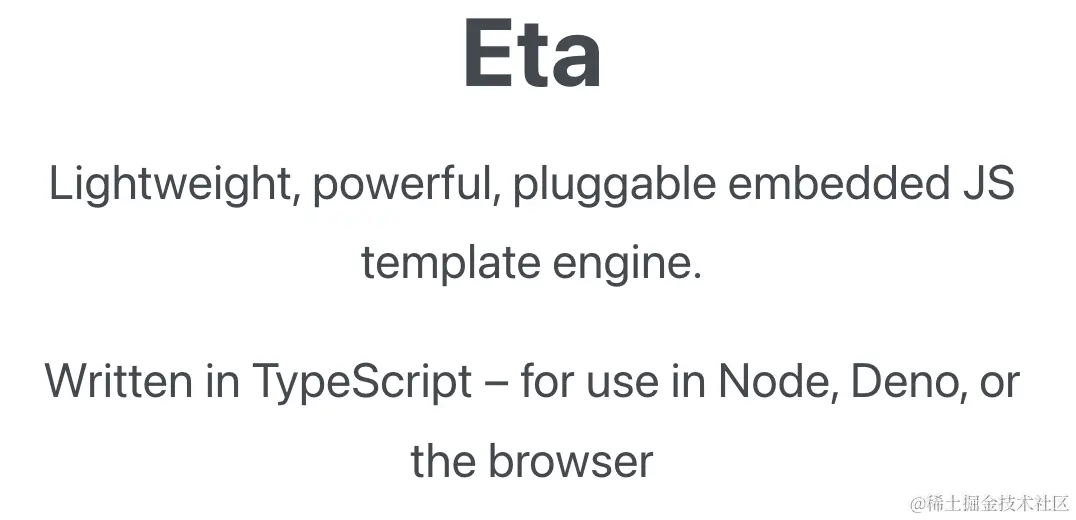 Eta
Lightweight, powerful, pluggable embedded JS
template engine.
Written in TypeScript – for use in Node, Deno, or
the browser
@稀土掘金技术社区